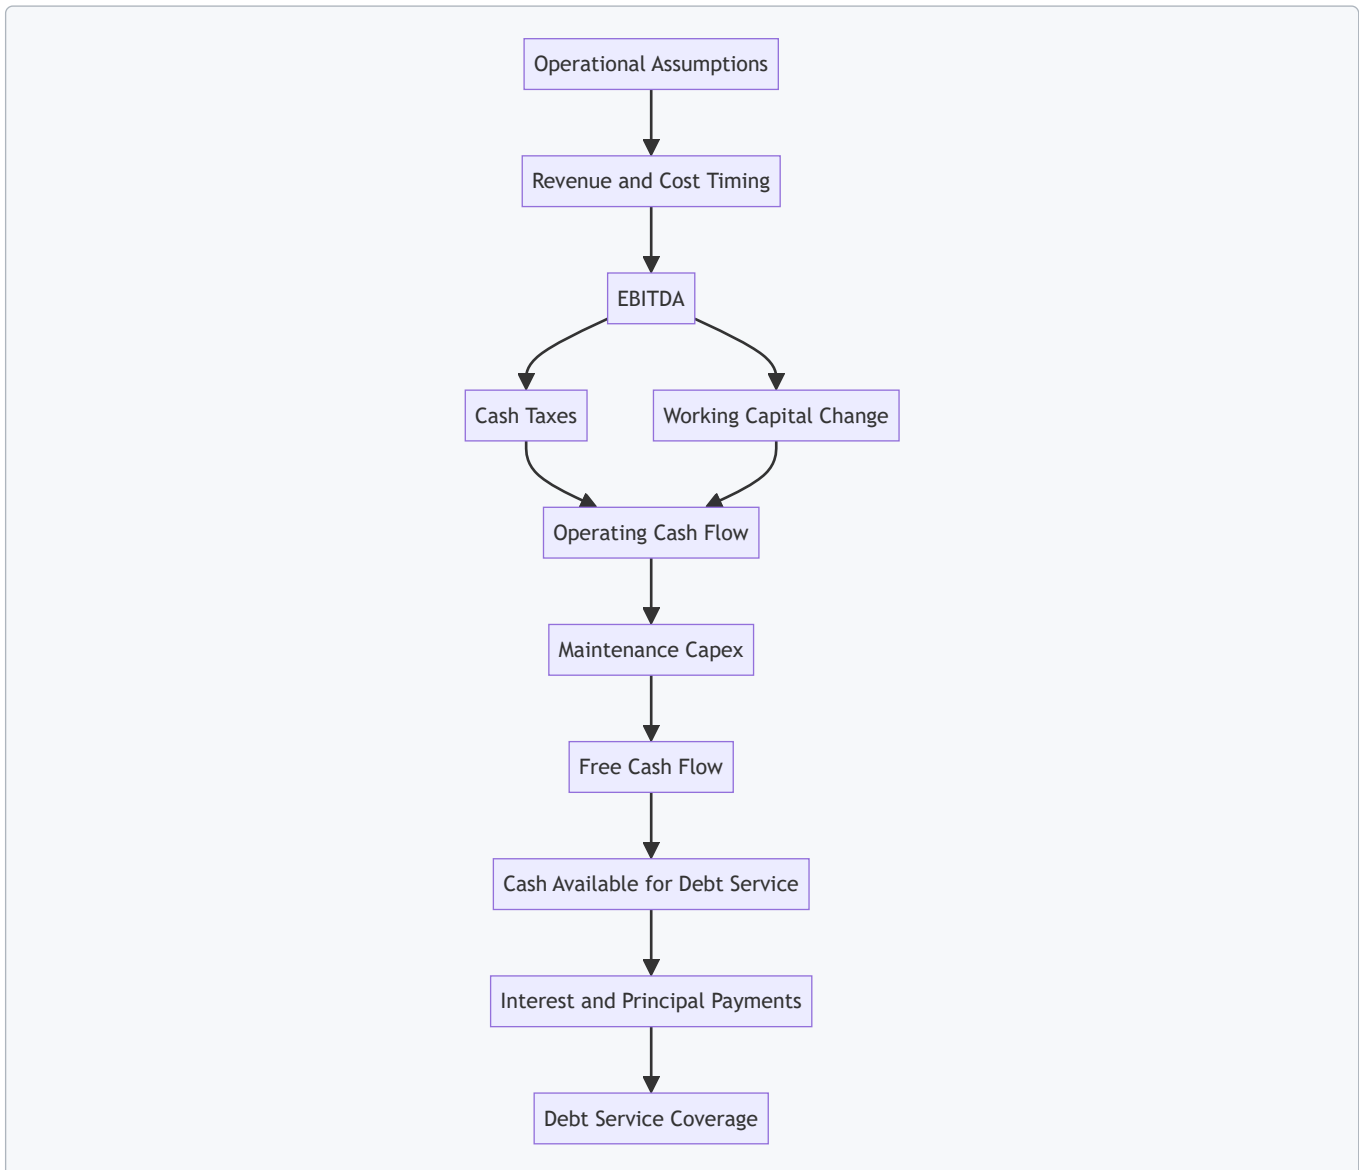 Operational Assumptions
Revenue and Cost Timing
EBITDA
Cash Taxes
Working Capital Change
Operating Cash Flow
Maintenance Capex
Free Cash Flow
Cash Available for Debt Service
Interest and Principal Payments
Debt Service Coverage